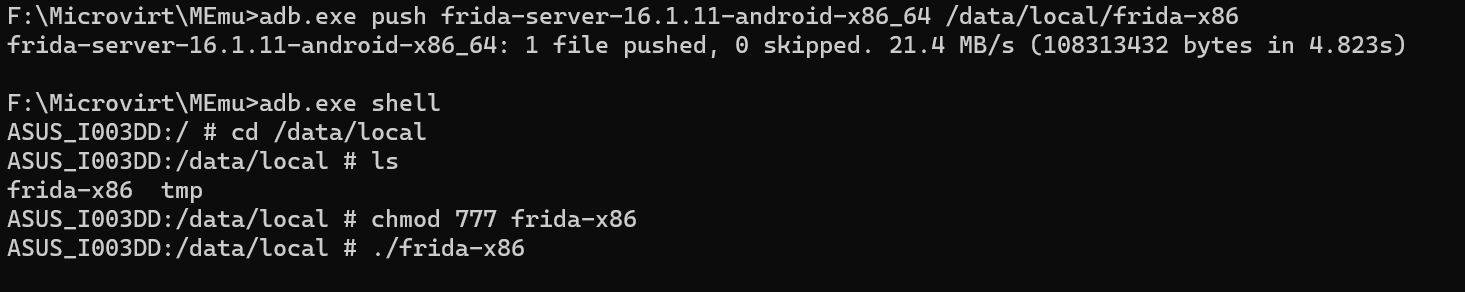 F:\Microvirt\MEmu>adb.exe push frida-server-16.1.11-android-x86_64 /data/local/frida-x86
frida-server-16.1.11-android-x86_64: 1 file pushed, 0 skipped. 21.4 MB/s (108313432 bytes in 4.823s)
F:\Microvirt\MEmu>adb.exe shell
ASUS_I003DD:/ # cd /data/local
ASUS_I003DD:/data/local # ls
frida-x86  tmp
ASUS_I003DD:/data/local # chmod 777 frida-x86
ASUS_I003DD:/data/local # ./frida-x86